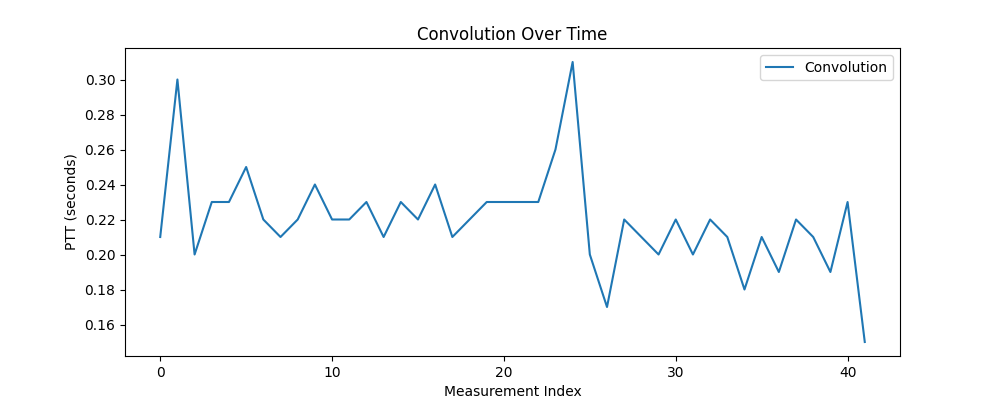 Convolution Over Time
Convolution
PTT (seconds)
0.30
0.28
0.26
0.24
0.22
0.20
0.18
0.16
0 10 20 30 40
Measurement Index